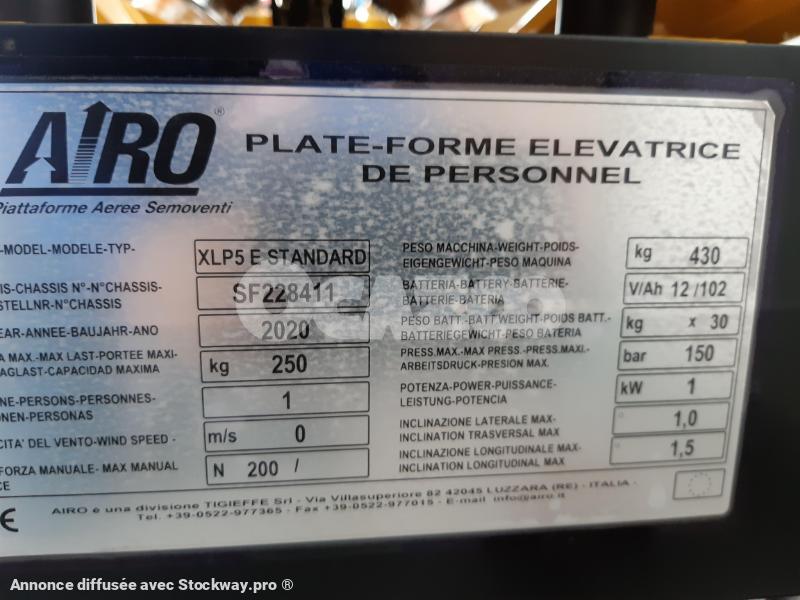 AIRO ®
Piattaforme Aeree Semoventi
PLATE-FORME ELEVATRICE
DE PERSONNEL
-MODEL-MODELE-TYP-
XLP5 E STANDARD
IS-CHASSIS N°-N°CHASSIS-
STELLNR-N°CHASSIS
SF228411
EAR-ANNEE-BAUJAHR-ANO
2020
A MAX.-MAX LAST-PORTEE MAXI-
AGLAST-CAPACIDAD MAXIMA
kg 250
NE-PERSONS-PERSONNES-
ONEN-PERSONAS
1
CITA' DEL VENTO-WIND SPEED -
m/s 0
FORZA MANUALE- MAX MANUAL
CE
N 200 /
PESO MACCHINA-WEIGHT-POIDS-
EIGENGEWICHT-PESO MAQUINA
kg 430
BATTERIA-BATTERY-BATTERIE-
BATTERIE-BATERIA
V/Ah 12 /102
PESO BATT.-BATT WEIGHT-POIDS BATT.-
BATTERIEGEWICHT-PESO BATERIA
kg x 30
PRESS.MAX.-MAX PRESS.-PRESS.MAXI.-
ARBEITSDRUCK-PRESIÓN MAX.
bar 150
POTENZA-POWER-PUISSANCE-
LEISTUNG-POTENCIA
kW 1
INCLINAZIONE LATERALE MAX-
INCLINATION TRASVERSAL MAX
1,0
INCLINAZIONE LONGITUDINALE MAX.-
INCLINATION LONGITUDINAL MAX
1,5
AIRO è una divisione TIGIEFFE Srl - Via Villasuperiore 82 42045 LUZZARA (RE) - ITALIA -
Tel. +39-0522-977365 - Fax +39-0522-977015 - E-mail info@airo.it
Annonce diffusée avec Stockway.pro ®